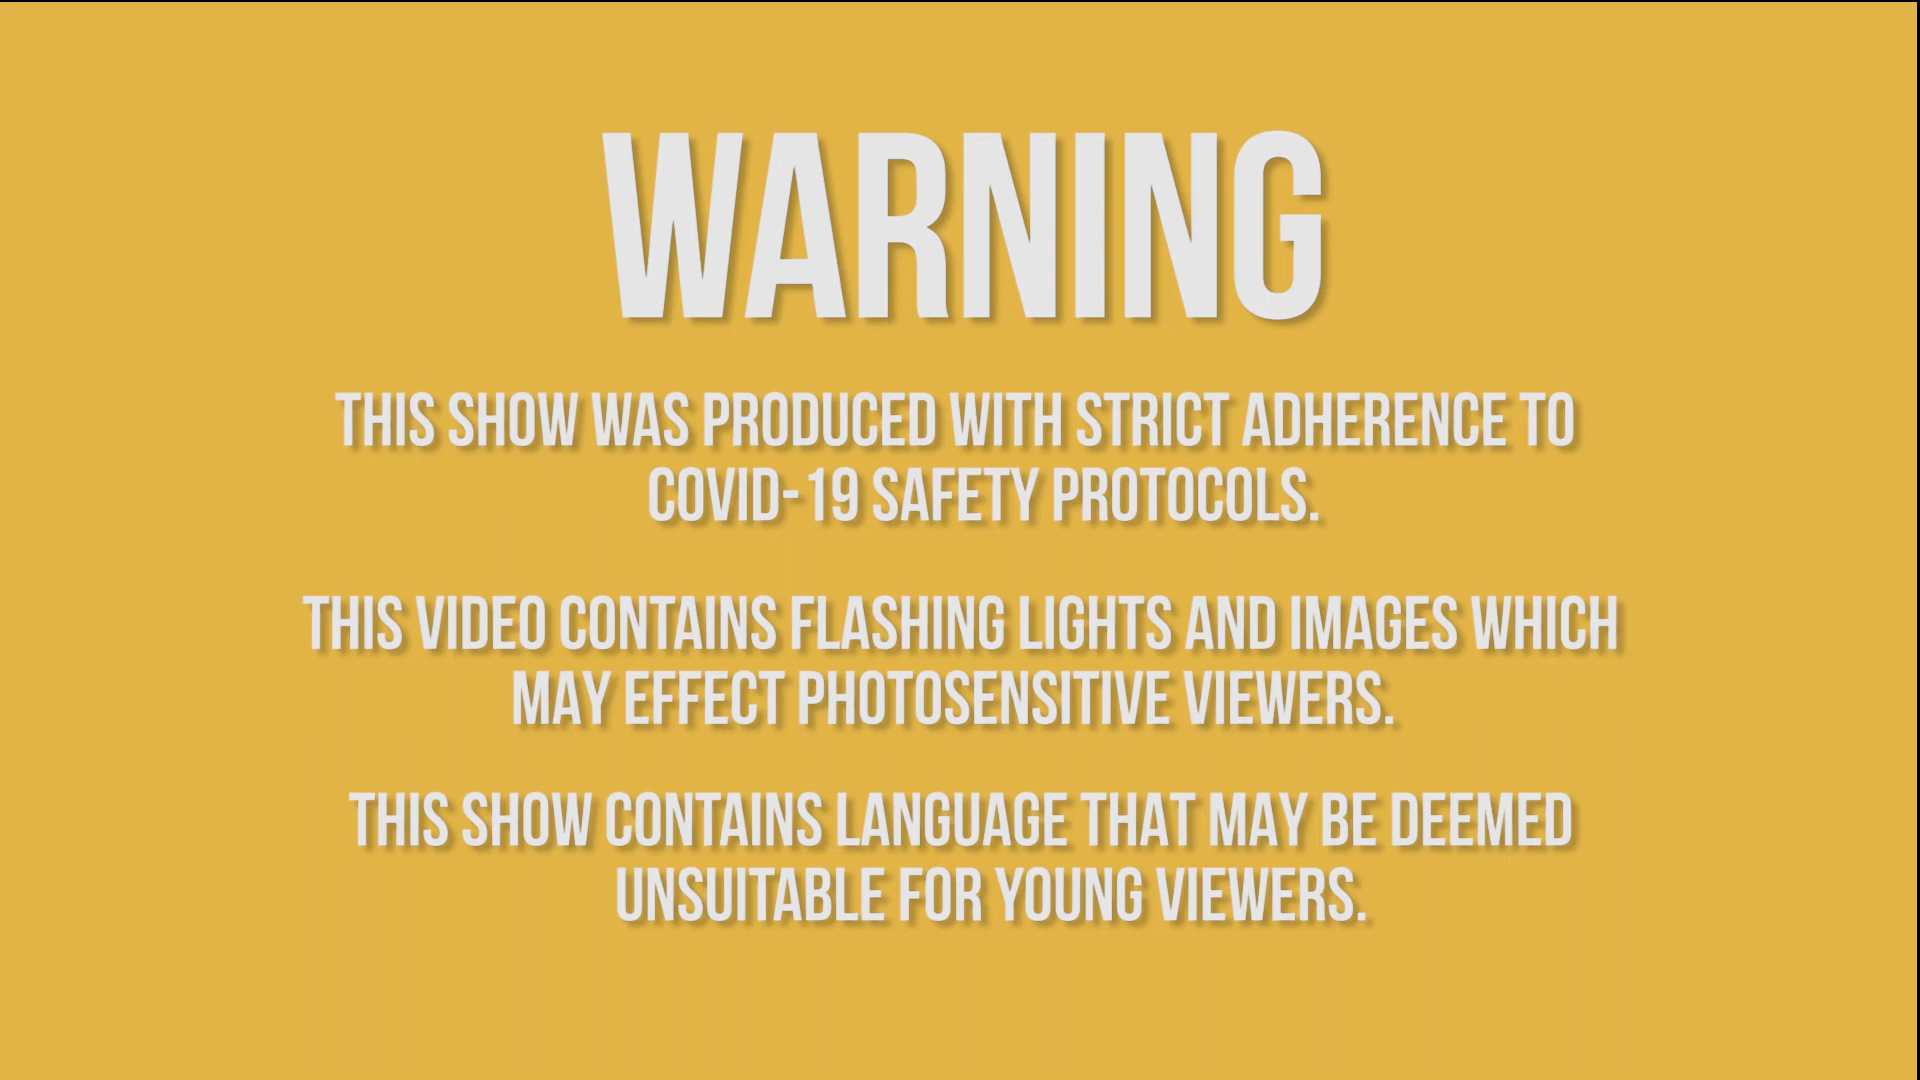 WARNING
THIS SHOW WAS PRODUCED WITH STRICT ADHERENCE TO
COVID-19 SAFETY PROTOCOLS.
THIS VIDEO CONTAINS FLASHING LIGHTS AND IMAGES WHICH
MAY EFFECT PHOTOSENSITIVE VIEWERS.
THIS SHOW CONTAINS LANGUAGE THAT MAY BE DEEMED
UNSUITABLE FOR YOUNG VIEWERS.